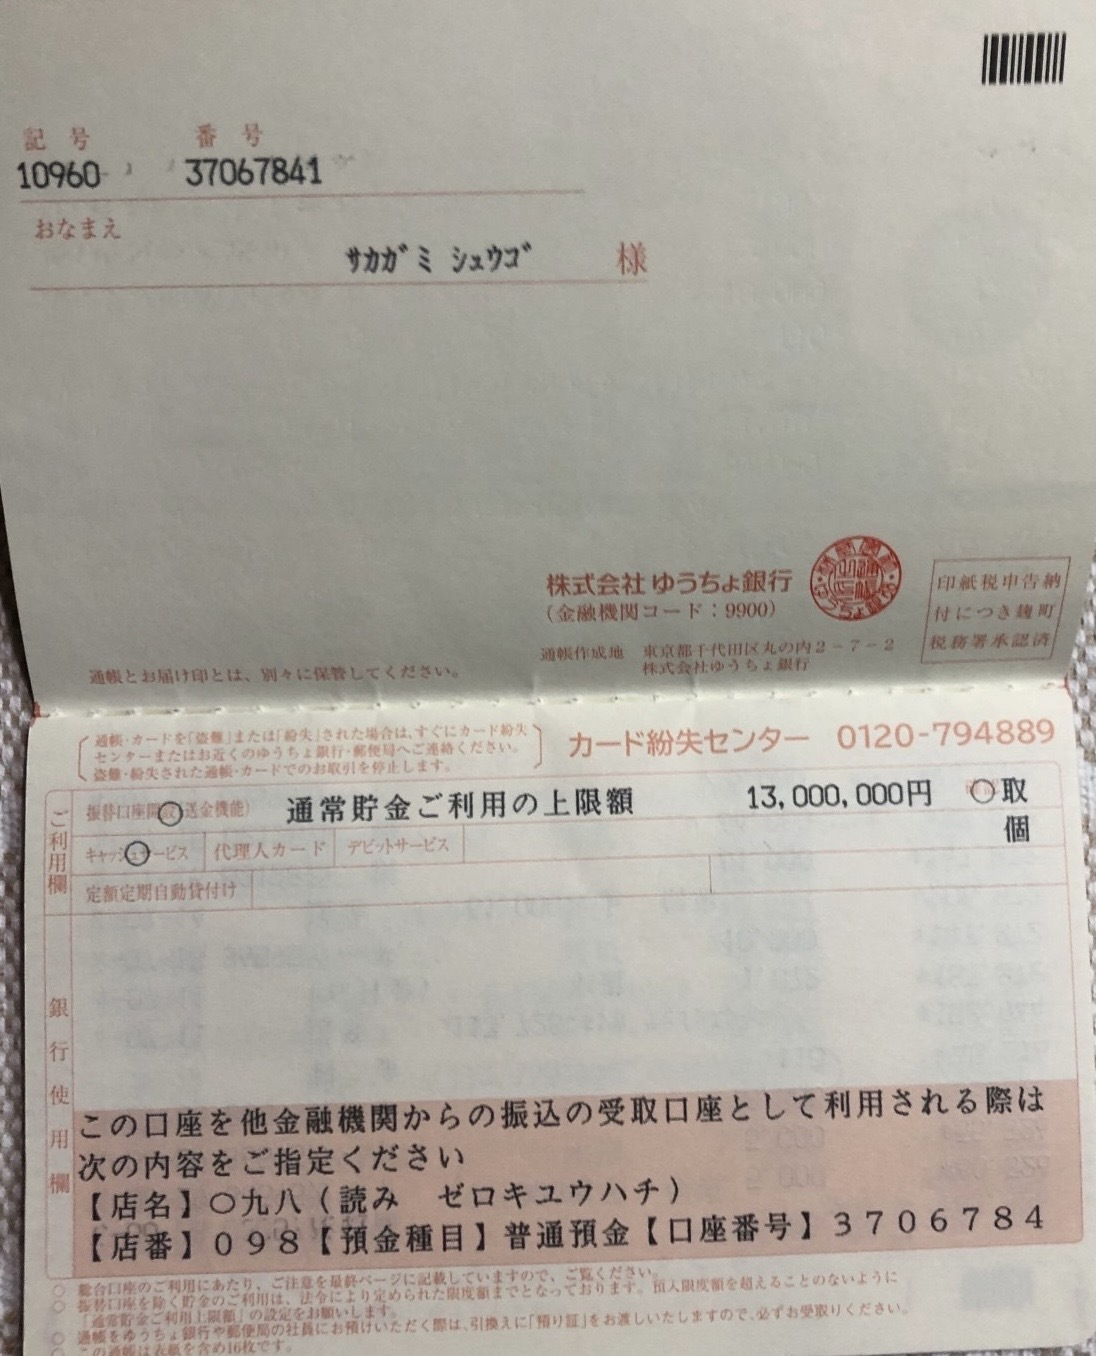 記号 番号
10960 37067841
おなまえ
ｻｶｶﾞﾐ ｼｭｳｺﾞ 様
株式会社 ゆうちょ銀行
（金融機関コード：9900）
印紙税申告納
付につき麹町
税務署承認済
通帳作成地 東京都千代田区丸の内2－7－2
株式会社ゆうちょ銀行
通帳とお届け印とは、別々に保管してください。
通帳・カードを「盗難」または「紛失」された場合は、すぐにカード紛失
センターまたはお近くのゆうちょ銀行・郵便局へご連絡ください。
盗難・紛失された通帳・カードでのお取引を停止します。
カード紛失センター 0120-794889
ご利用欄
振替口座開設（送金機能） 通常貯金ご利用の上限額 13,000,000円 〇取
個
キャッシュサービス 代理人カード デビットサービス
定額定期自動貸付け
銀行使用欄
この口座を他金融機関からの振込の受取口座として利用される際は
次の内容をご指定ください
【店名】〇九八（読み ゼロキユウハチ）
【店番】０９８【預金種目】普通預金【口座番号】３７０６７８４
○ 総合口座のご利用にあたり、ご注意を最終ページに記載していますので、ご覧ください。
○ 振替口座を除く貯金のご利用は、法令により定められた限度額までとなっております。預入限度額を超えることのないように
「通常貯金ご利用上限額」の設定をお願いします。
○ 通帳をゆうちょ銀行や郵便局の社員にお預けいただく際は、引換えに「預り証」をお渡しいたしますので、必ずお受取りください。
○ この通帳は表紙を含め16枚です。